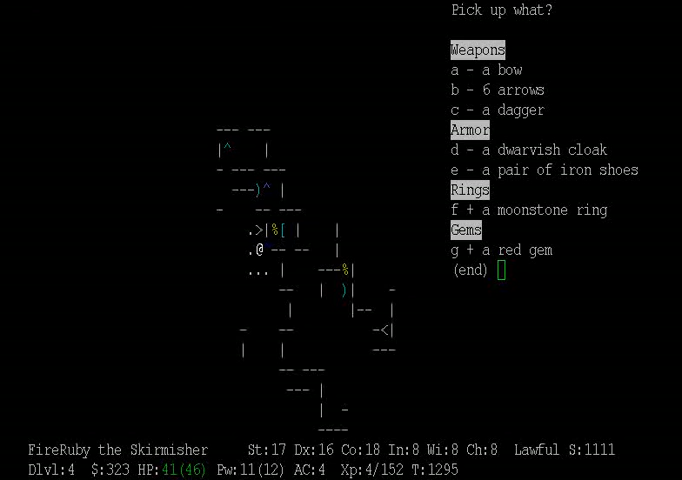 Pick up what?
Weapons
a - a bow
b - 6 arrows
c - a dagger
Armor
d - a dwarvish cloak
e - a pair of iron shoes
Rings
f + a moonstone ring
Gems
g + a red gem
(end)
--- ---
|^    |
- --- ---
---)^ |
-    -- ---
.>|%[ |    |
.@-- --   |
... |    ---%|
--   | )|    -
|       |-- |
-    --         -<|
|    |          ---
-- ---
--- |
|  -
----
FireRuby the Skirmisher St:17 Dx:16 Co:18 In:8 Wi:8 Ch:8 Lawful S:1111
Dlvl:4 $:323 HP:41(46) Pw:11(12) AC:4 Xp:4/152 T:1295